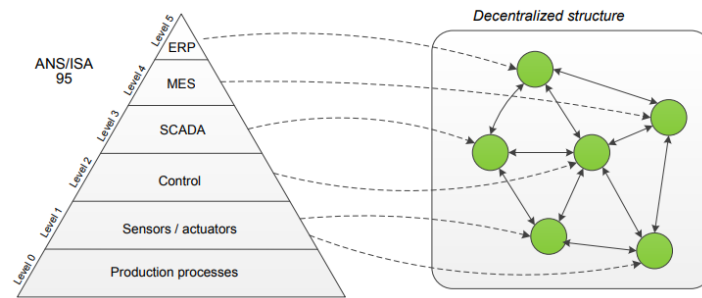 Decentralized structure
ANS/ISA
95
Level 5
ERP
Level 4
MES
Level 3
SCADA
Level 2
Control
Level 1
Sensors / actuators
Level 0
Production processes